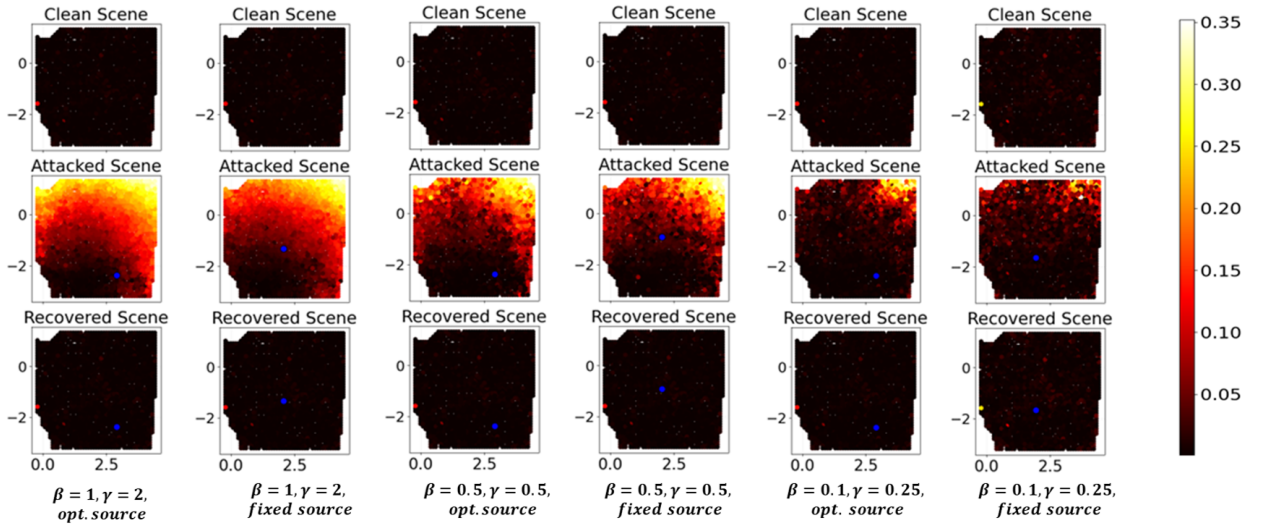 Clean Scene Clean Scene Clean Scene Clean Scene Clean Scene Clean Scene
0 0 0 0 0 0
−2 −2 −2 −2 −2 −2
Attacked Scene Attacked Scene Attacked Scene Attacked Scene Attacked Scene Attacked Scene
0 0 0 0 0 0
−2 −2 −2 −2 −2 −2
Recovered Scene Recovered Scene Recovered Scene Recovered Scene Recovered Scene Recovered Scene
0 0 0 0 0 0
−2 −2 −2 −2 −2 −2
0.0 2.5 0.0 2.5 0.0 2.5 0.0 2.5 0.0 2.5 0.0 2.5
β = 1, γ = 2,
opt. source
β = 1, γ = 2,
fixed source
β = 0.5, γ = 0.5,
opt. source
β = 0.5, γ = 0.5,
fixed source
β = 0.1, γ = 0.25,
opt. source
β = 0.1, γ = 0.25,
fixed source
0.35
0.30
0.25
0.20
0.15
0.10
0.05